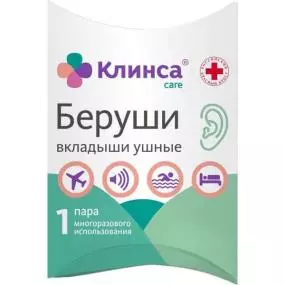 Клинса®
care
Беруши
вкладыши ушные
1 пара
многоразового
использования